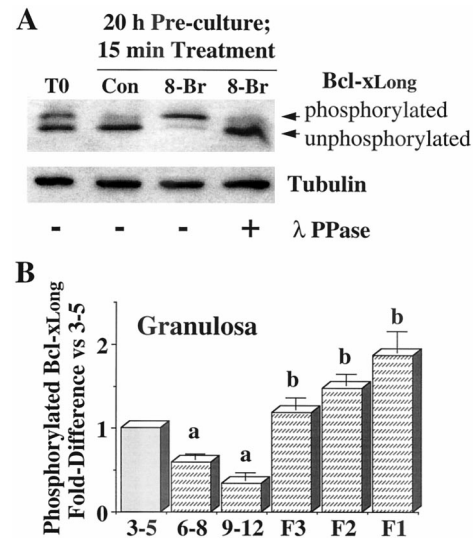 A
20 h Pre-culture;
15 min Treatment
T0 Con 8-Br 8-Br Bcl-xLong
phosphorylated
unphosphorylated
Tubulin
- - - + λ PPase
B
Phosphorylated Bcl-xLong
Fold-Difference vs 3-5
Granulosa
2
1
0
a a b b b
3-5 6-8 9-12 F3 F2 F1